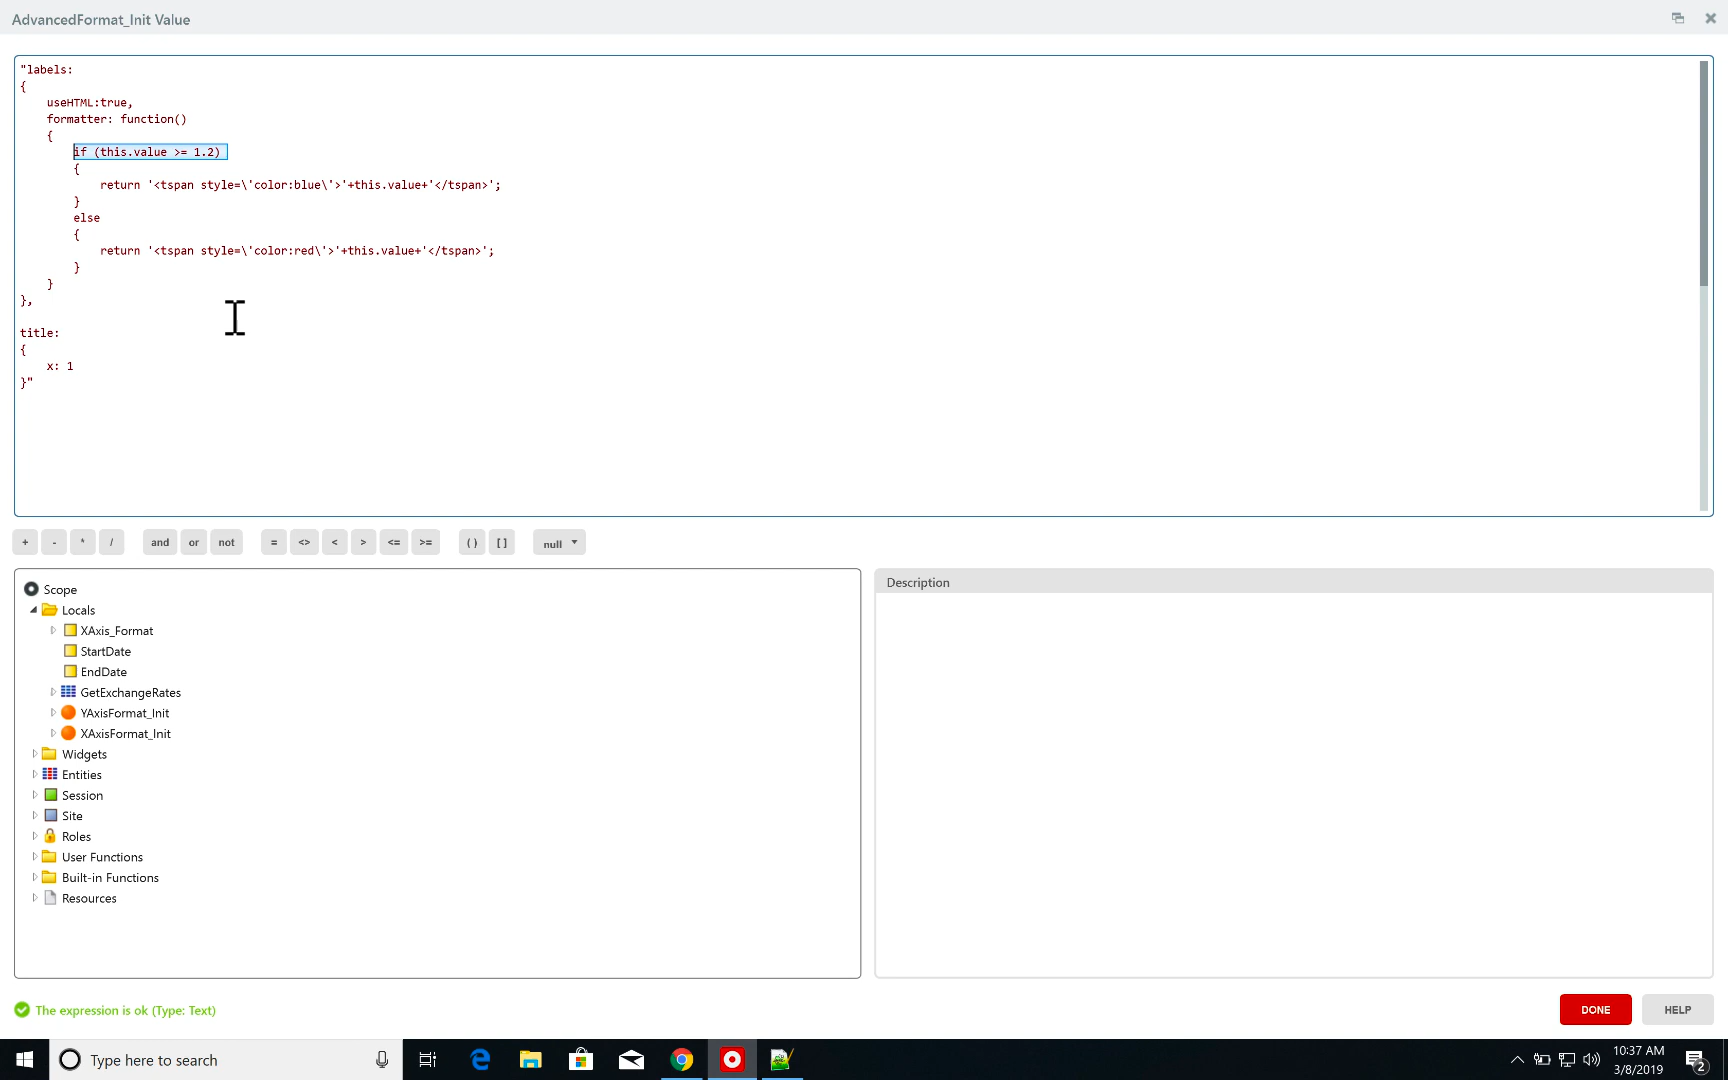 AdvancedFormat_Init Value
"labels:
{
useHTML:true,
formatter: function()
{
if (this.value >= 1.2)
{
return '<tspan style=\'color:blue\'>'+this.value+'</tspan>';
}
else
{
return '<tspan style=\'color:red\'>'+this.value+'</tspan>';
}
}
},
title:
{
x: 1
}"
+ - * / and or not = <> < > <= >= ( ) [ ] null
Scope
Locals
XAxis_Format
StartDate
EndDate
GetExchangeRates
YAxisFormat_Init
XAxisFormat_Init
Widgets
Entities
Session
Site
Roles
User Functions
Built-in Functions
Resources
Description
The expression is ok (Type: Text)
DONE
HELP
Type here to search
10:37 AM
3/8/2019
2